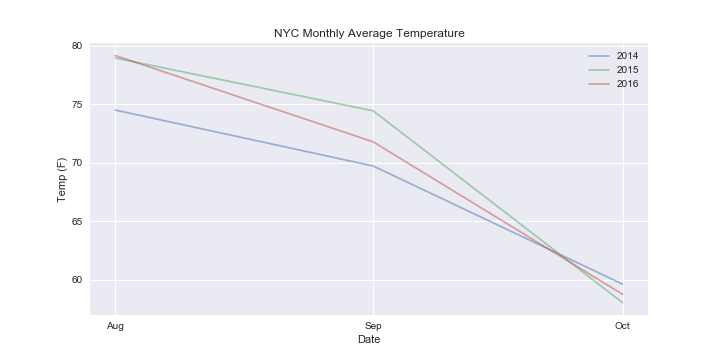 NYC Monthly Average Temperature
80
75
70
65
60
Temp (F)
2014
2015
2016
Aug
Sep
Oct
Date